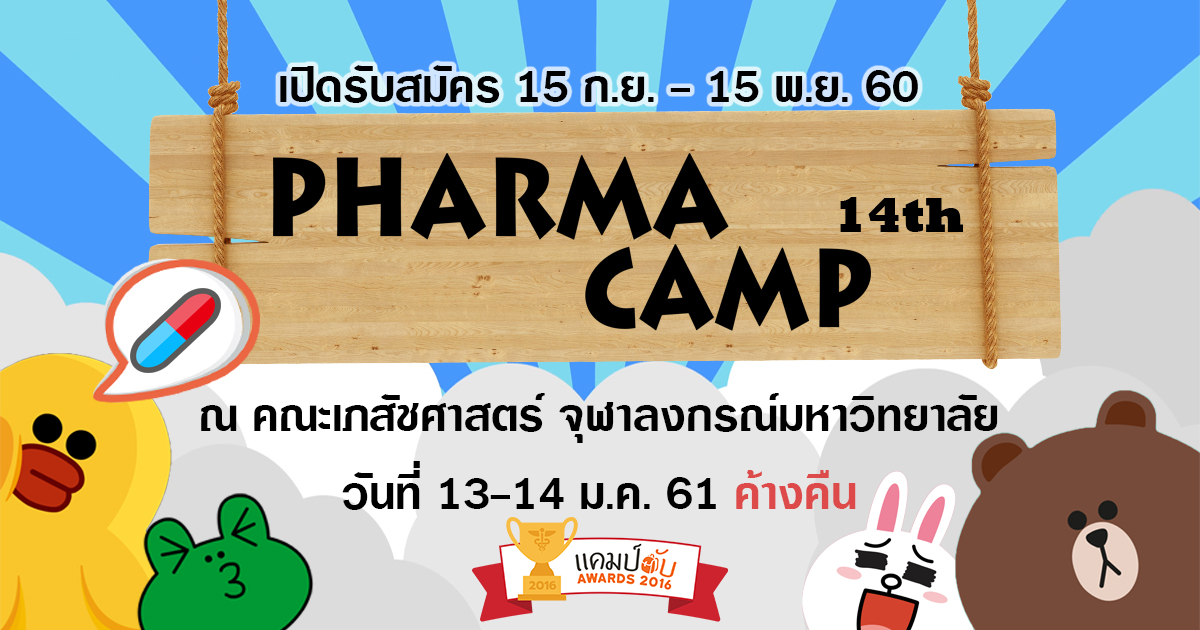 เปิดรับสมัคร 15 ก.ย. - 15 พ.ย. 60
PHARMA 14th
CAMP
ณ คณะเภสัชศาสตร์ จุฬาลงกรณ์มหาวิทยาลัย
วันที่ 13-14 ม.ค. 61 ค้างคืน
2016
แคมป์ฮับ
AWARDS 2016